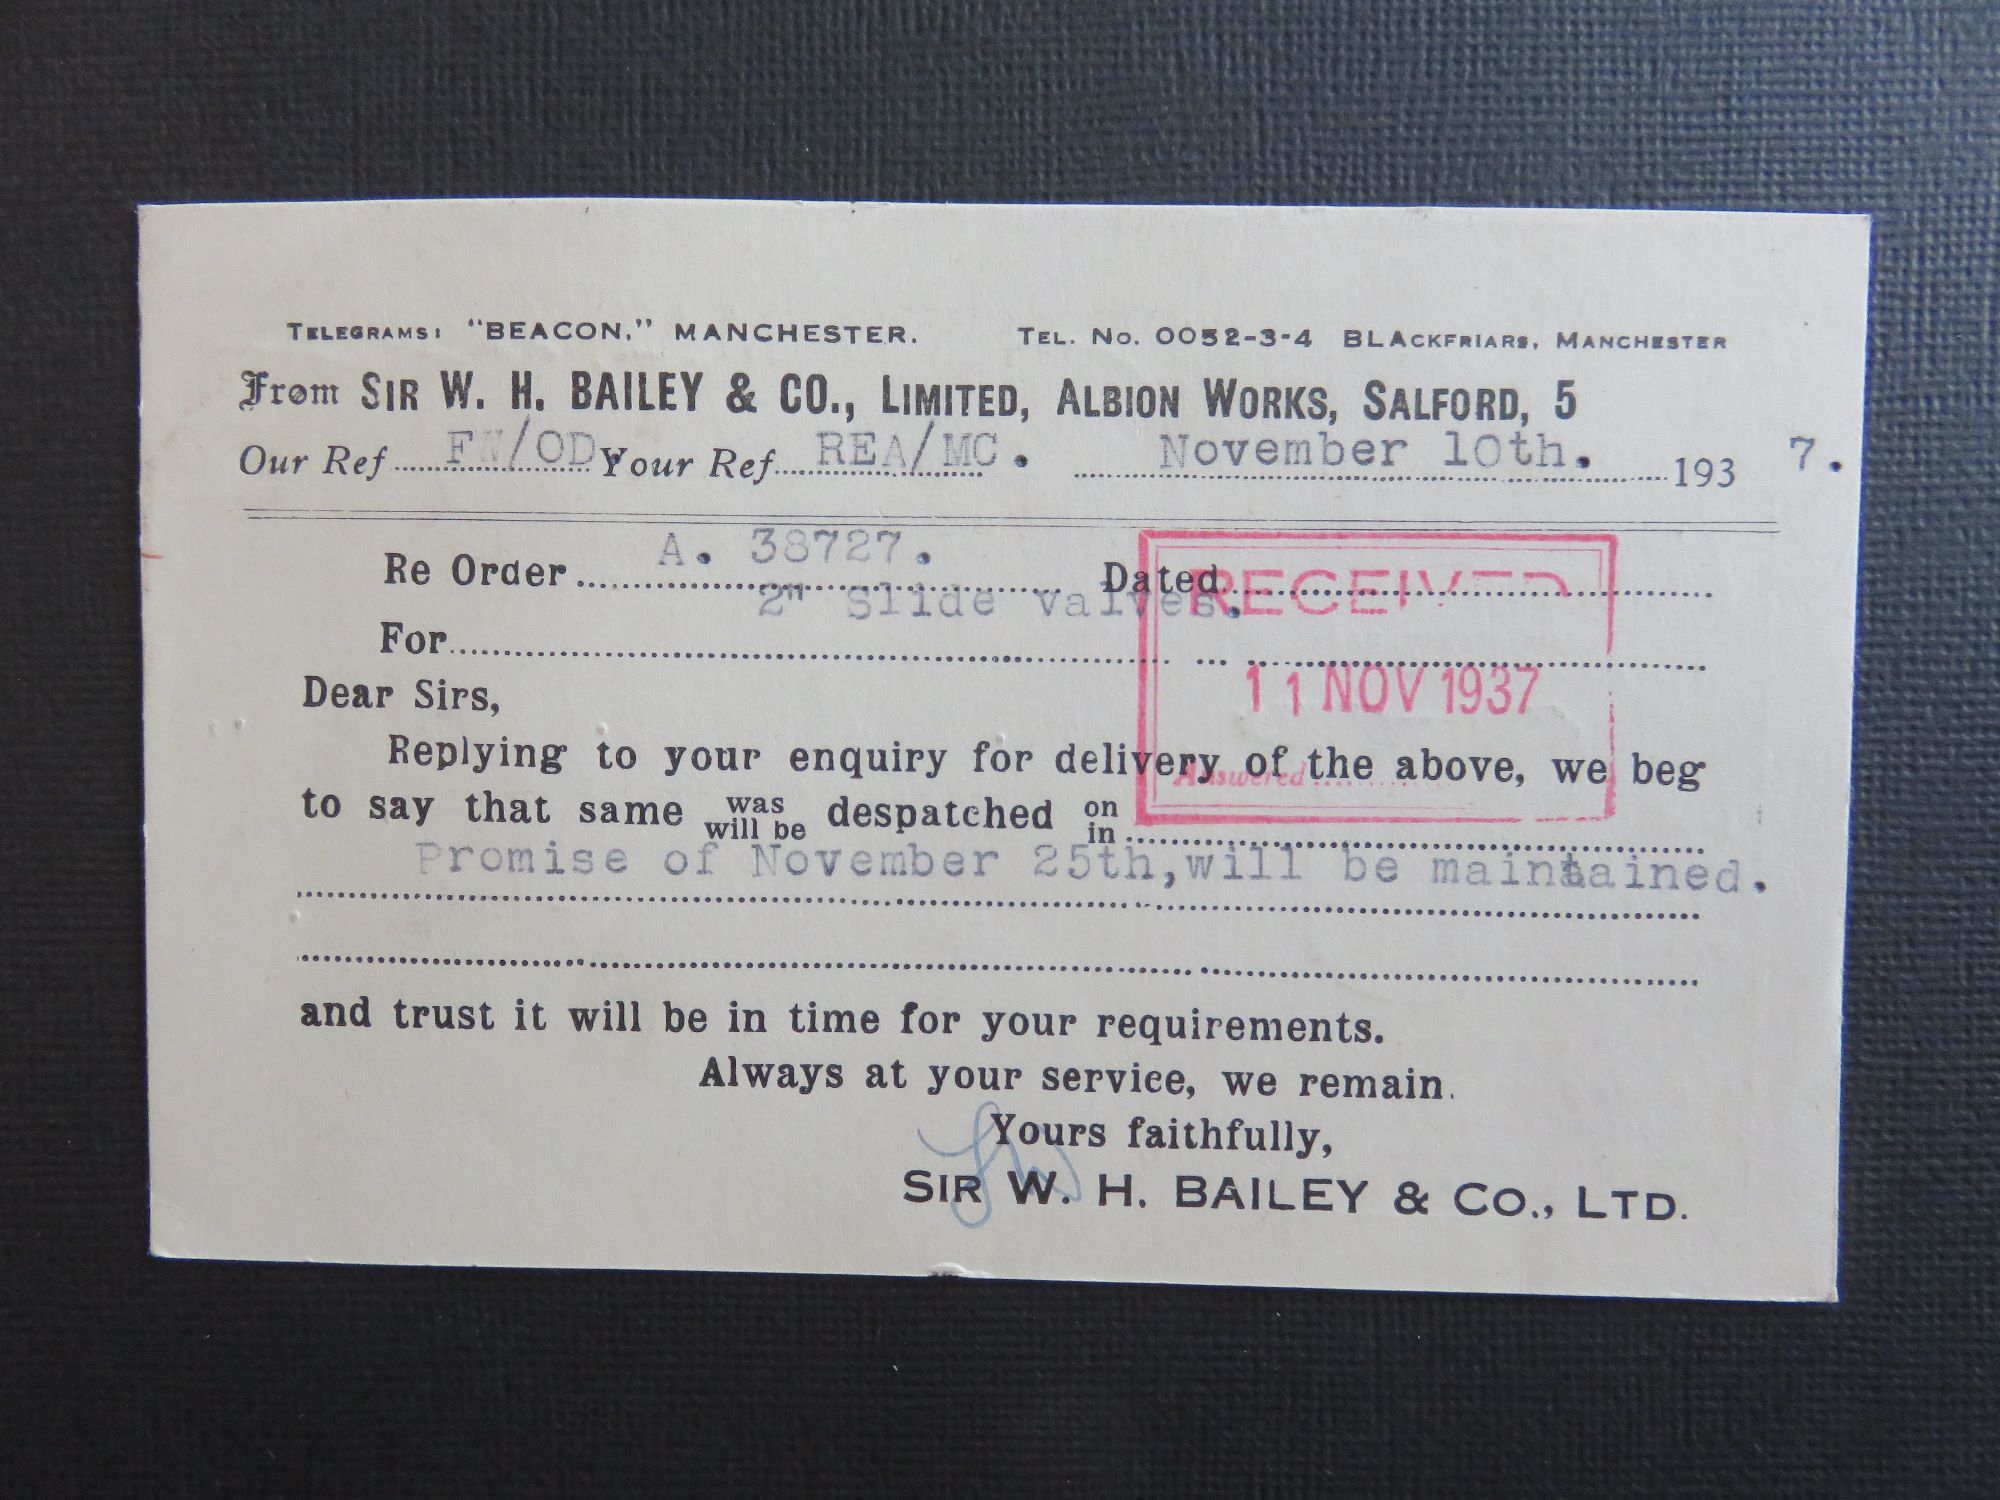 TELEGRAMS: "BEACON," MANCHESTER. TEL. NO. 0052-3-4 BLACKFRIARS, MANCHESTER
From SIR W. H. BAILEY & CO., LIMITED, ALBION WORKS, SALFORD, 5
Our Ref FW/OD. Your Ref REA/MC. November 10th. 193 7.
Re Order A. 38727. Dated
2" slide valves.
For
RECEIVED
11 NOV 1937
Answered
Dear Sirs,
Replying to your enquiry for delivery of the above, we beg
to say that same was will be despatched on in
Promise of November 25th, will be maintained.
and trust it will be in time for your requirements.
Always at your service, we remain.
Yours faithfully,
SIR W. H. BAILEY & CO., LTD.